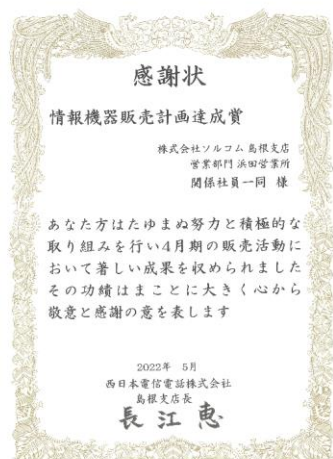 感謝状
情報機器販売計画達成賞
株式会社ソルコム 島根支店
営業部門 浜田営業所
関係社員一同 様
あなた方はたゆまぬ努力と積極的な
取り組みを行い4月期の販売活動に
おいて著しい成果を収められました
その功績はまことに大きく心から
敬意と感謝の意を表します
2022年 5月
西日本電信電話株式会社
島根支店長
長江 恵